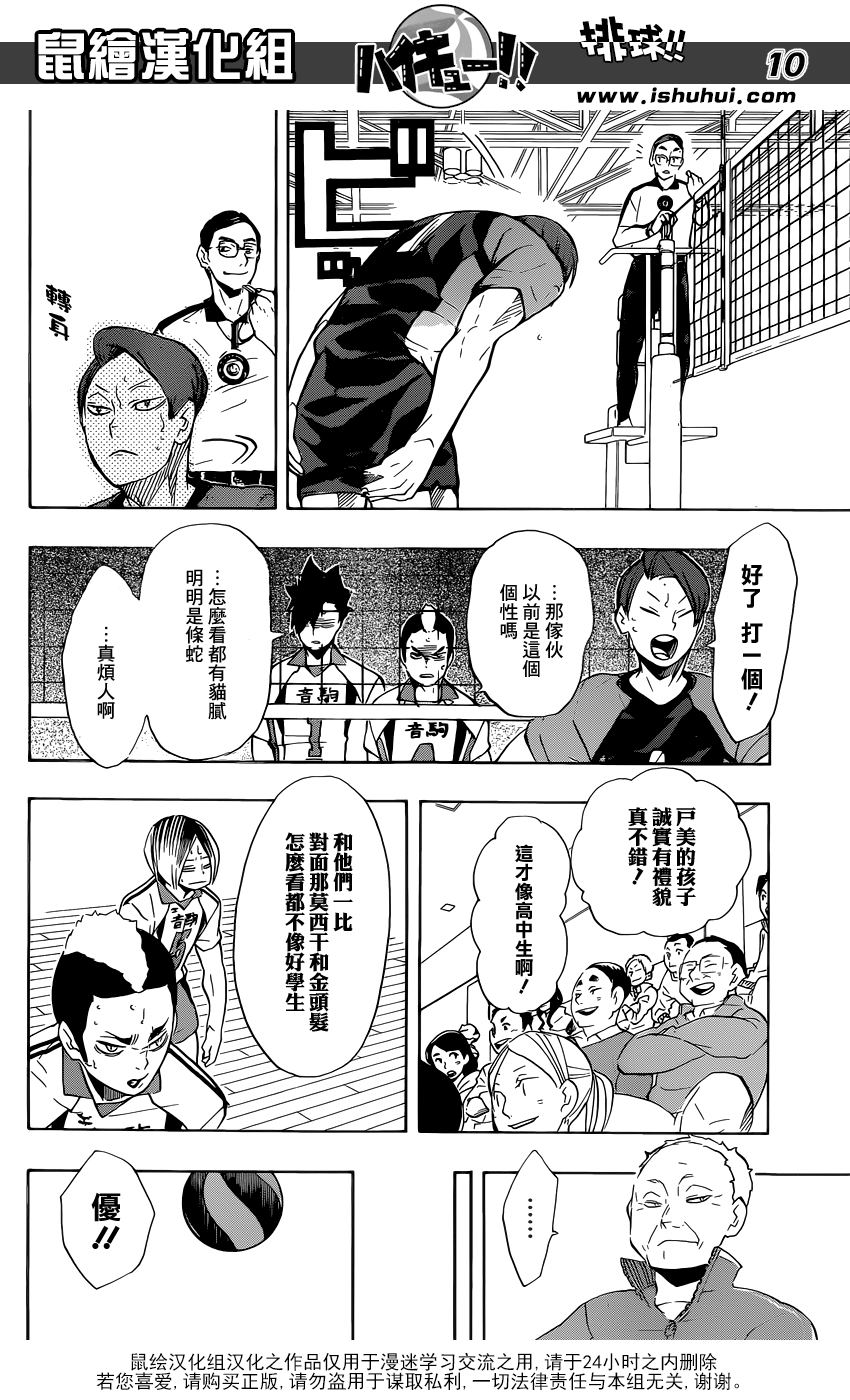 鼠繪漢化組
ハイキュー!!
排球!!
10
www.ishuhui.com
轉身
好了 打一個!
…那傢伙
以前是這個
個性嗎
音駒
音駒
…怎麼看都有貓膩
明明是條蛇
…真煩人啊
戶美的孩子
誠實有禮貌
真不錯!
這才像高中生啊!
和他們一比
對面那莫西干和金頭髮
怎麼看都不像好學生
音駒
……
優!!
鼠绘汉化组汉化之作品仅用于漫迷学习交流之用, 请于24小时之内删除
若您喜爱, 请购买正版, 请勿盗用于谋取私利, 一切法律责任与本组无关, 谢谢。